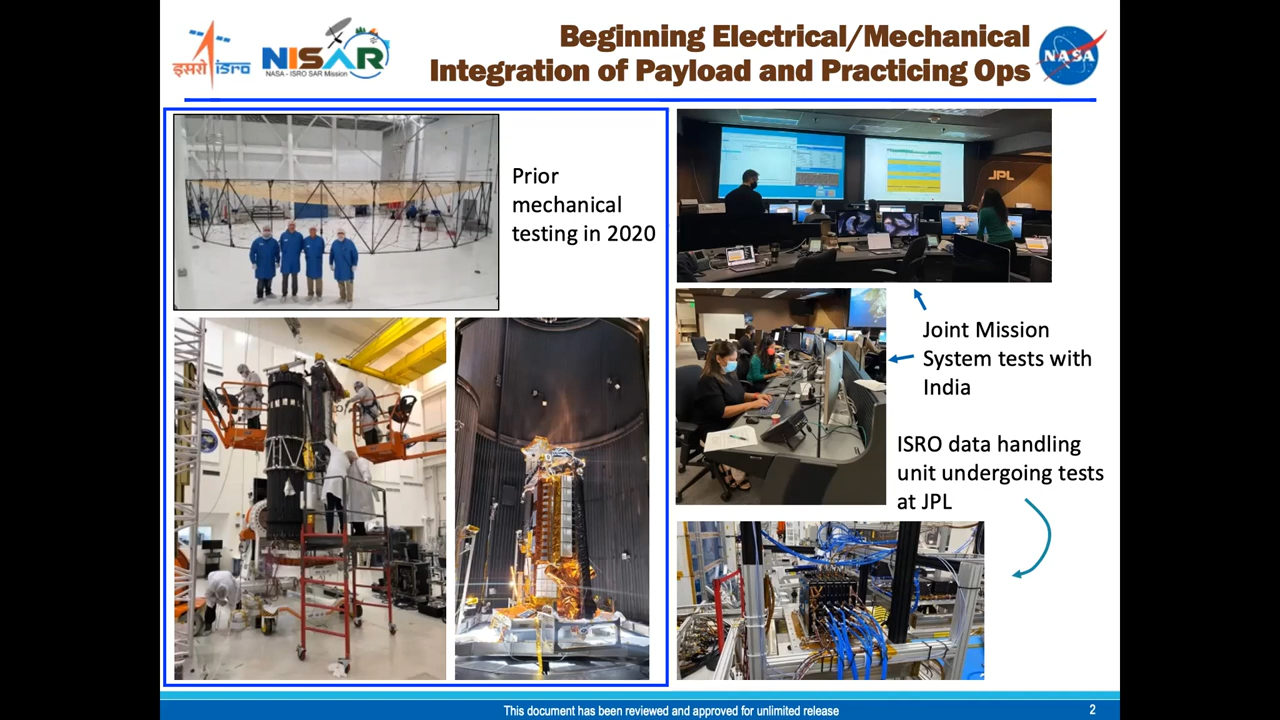 इसरो isro
NISAR
NASA - ISRO SAR Mission
Beginning Electrical/Mechanical
Integration of Payload and Practicing Ops
NASA
Prior
mechanical
testing in 2020
JPL
Joint Mission
System tests with
India
ISRO data handling
unit undergoing tests
at JPL
This document has been reviewed and approved for unlimited release
2